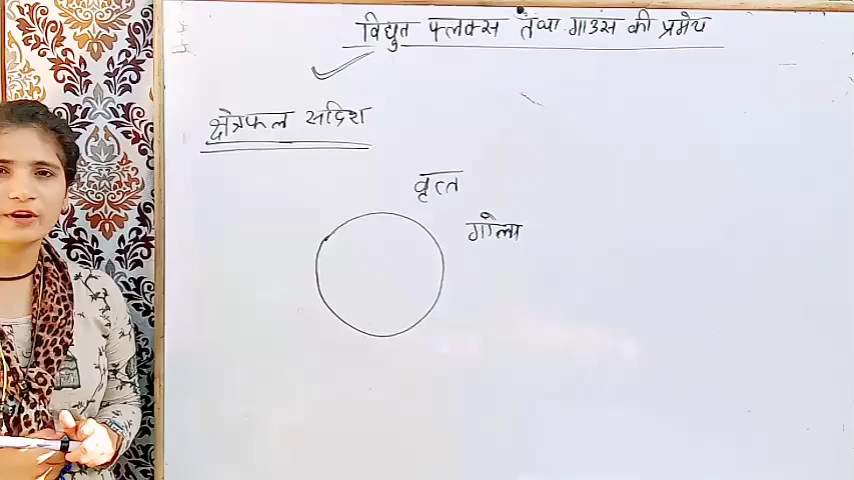 विद्युत फ्लक्स तथा गाउस की प्रमेय
क्षेत्रफल सदिश
वृत्त
गोला